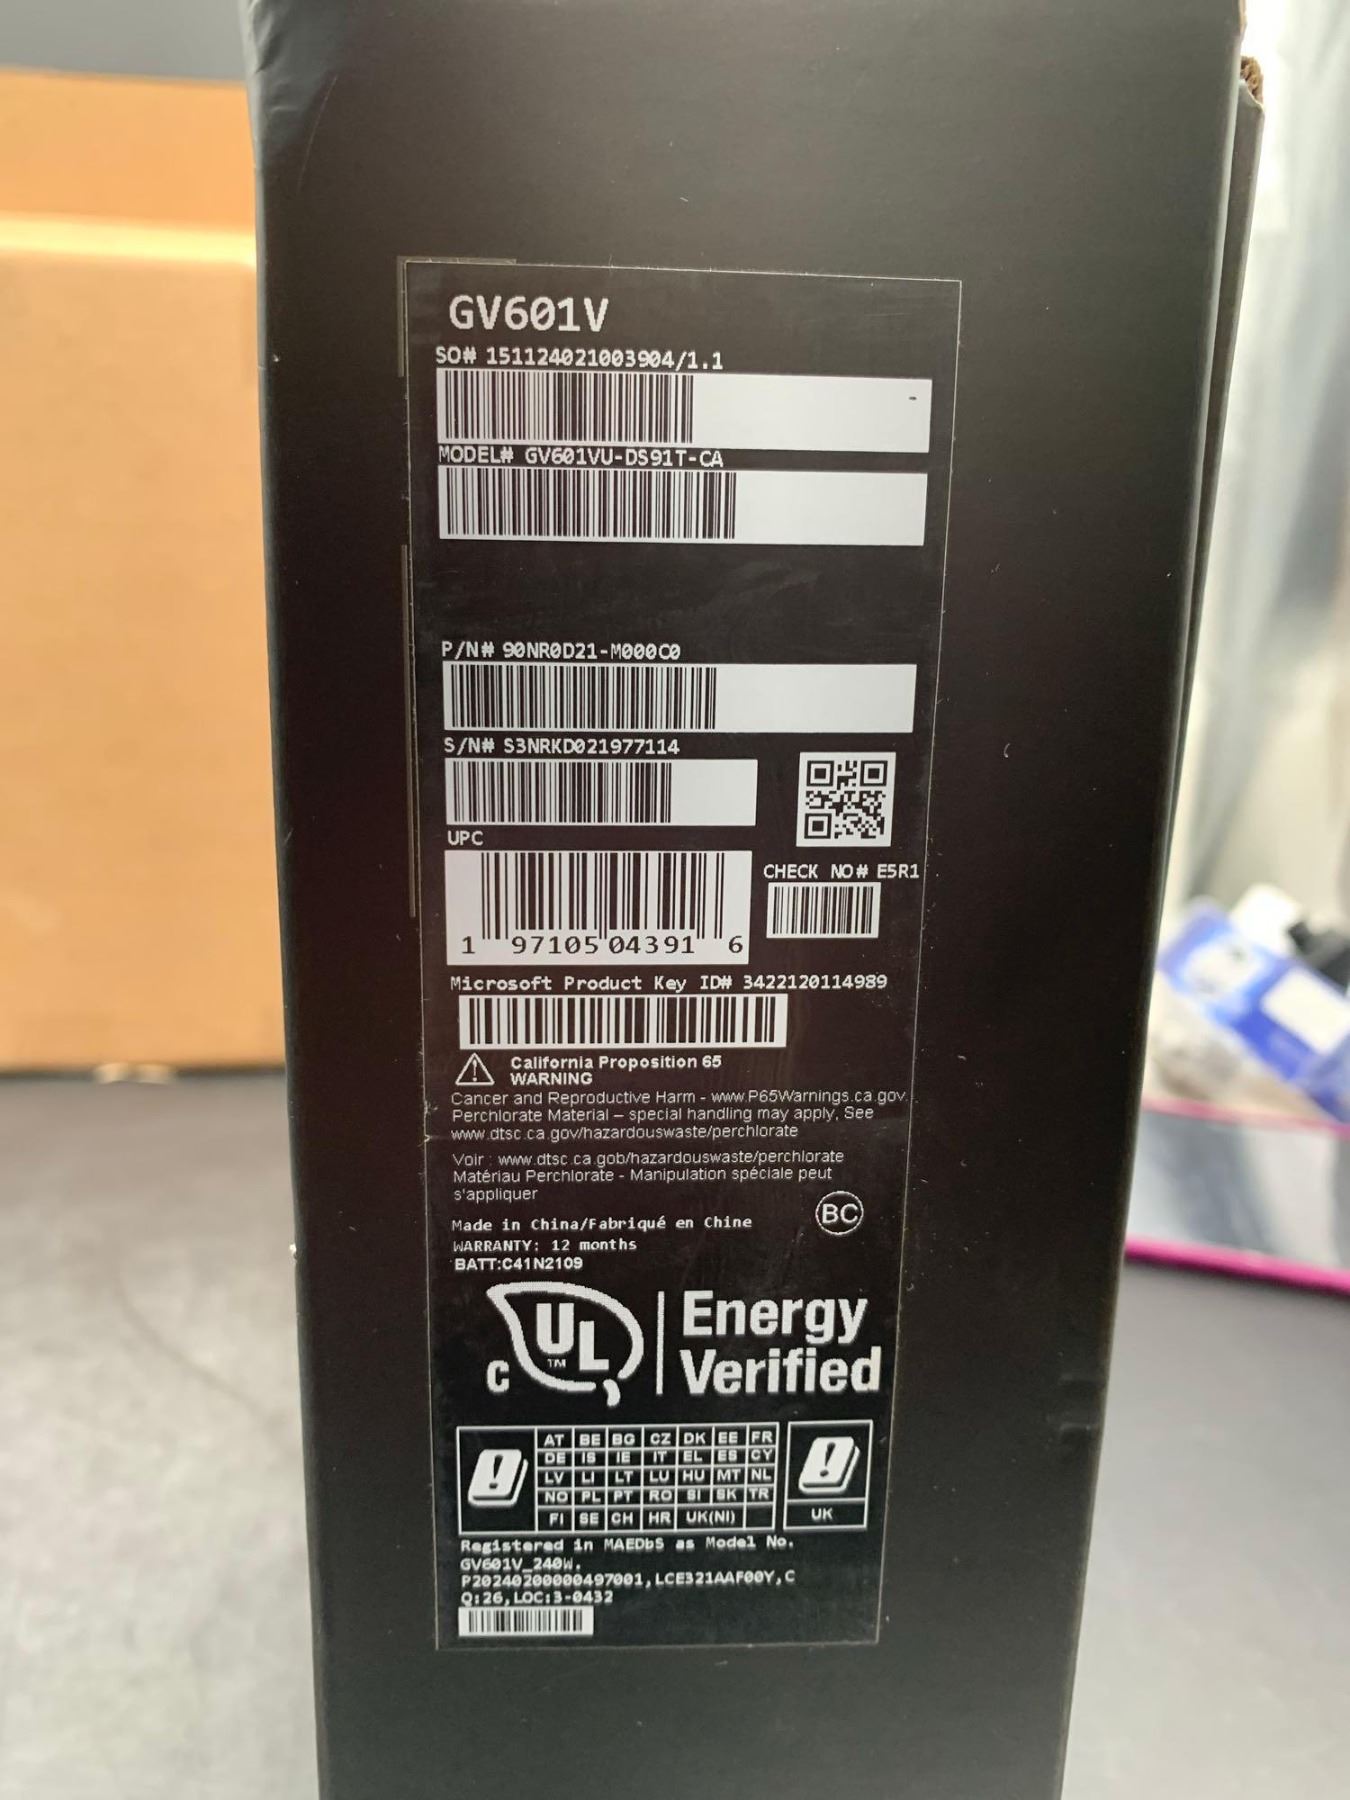 GV601V
SO# 151124021003904/1.1
MODEL# GV601VU-DS91T-CA
P/N# 90NR0D21-M000C0
S/N# S3NRKD021977114
UPC
CHECK NO# E5R1
1 97105 04391 6
Microsoft Product Key ID# 3422120114989
California Proposition 65
WARNING
Cancer and Reproductive Harm - www.P65Warnings.ca.gov.
Perchlorate Material – special handling may apply, See
www.dtsc.ca.gov/hazardouswaste/perchlorate
Voir : www.dtsc.ca.gob/hazardouswaste/perchlorate
Matériau Perchlorate - Manipulation spéciale peut
s'appliquer
BC
Made in China/Fabriqué en Chine
WARRANTY: 12 months
BATT:C41N2109
c UL™ Energy
Verified
AT BE BG CZ DK EE FR
DE IS IE IT EL ES CY
LV LI LT LU HU MT NL
NO PL PT RO SI SK TR
FI SE CH HR UK(NI)
UK
Registered in MAEDbS as Model No.
GV601V_240W.
P20240200000497001,LCE321AAF00Y,C
Q:26,LOC:3-0432